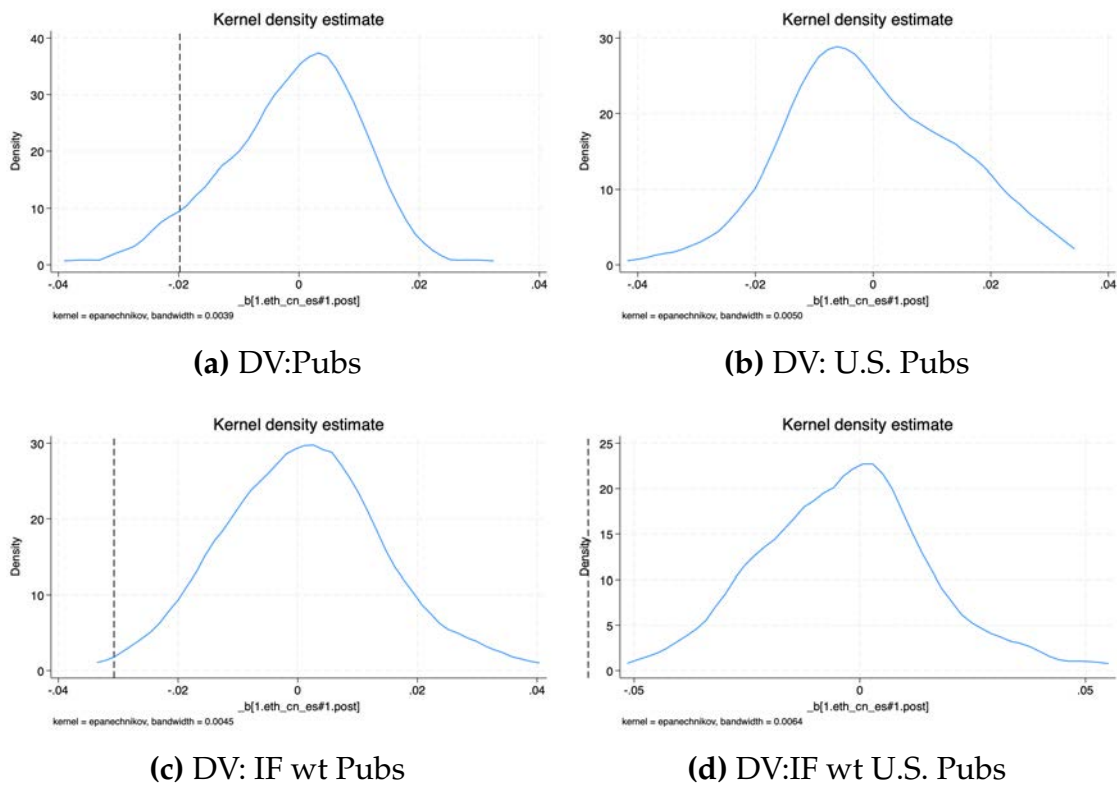 Kernel density estimate
40
30
20
10
0
Density
-.04 -.02 0 .02 .04
_b[1.eth_cn_es#1.post]
kernel = epanechnikov, bandwidth = 0.0039
(a) DV:Pubs
Kernel density estimate
30
20
10
0
Density
-.04 -.02 0 .02 .04
_b[1.eth_cn_es#1.post]
kernel = epanechnikov, bandwidth = 0.0050
(b) DV: U.S. Pubs
Kernel density estimate
30
20
10
0
Density
-.04 -.02 0 .02 .04
_b[1.eth_cn_es#1.post]
kernel = epanechnikov, bandwidth = 0.0045
(c) DV: IF wt Pubs
Kernel density estimate
25
20
15
10
5
0
Density
-.05 0 .05
_b[1.eth_cn_es#1.post]
kernel = epanechnikov, bandwidth = 0.0064
(d) DV:IF wt U.S. Pubs